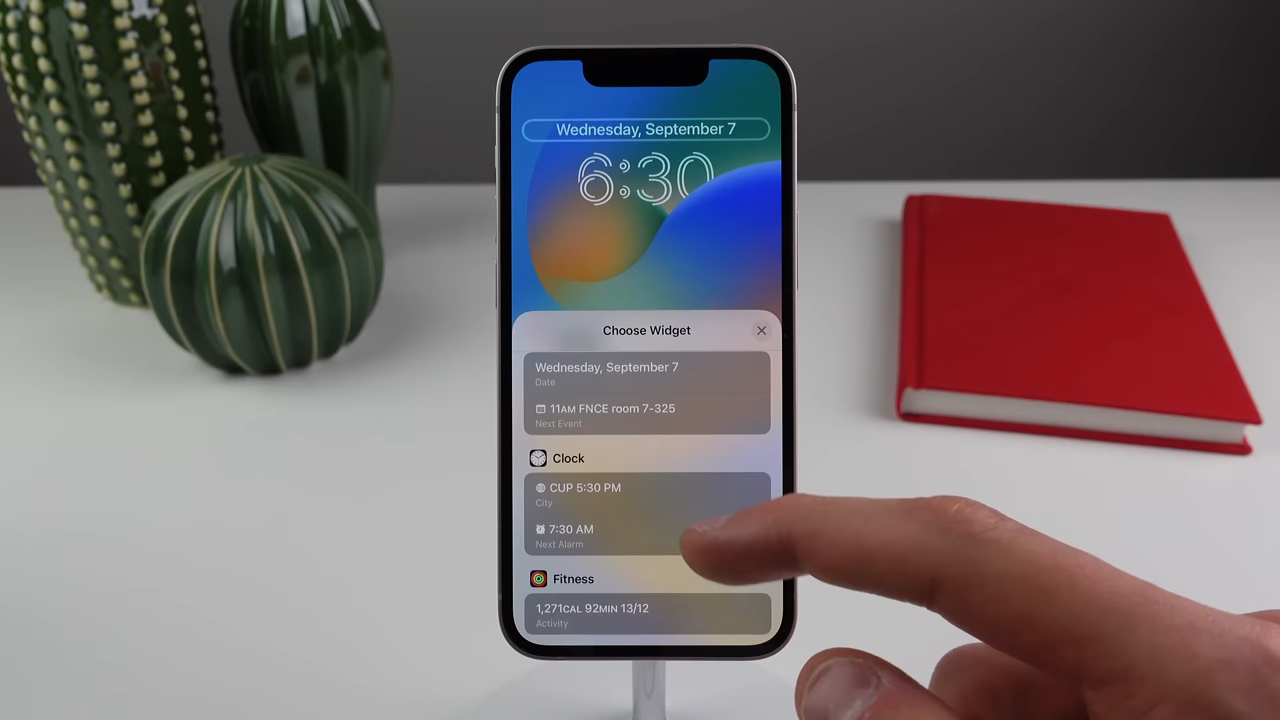 Wednesday, September 7
6:30
Choose Widget
Wednesday, September 7
Date
11AM FNCE room 7-325
Next Event
Clock
CUP 5:30 PM
City
7:30 AM
Next Alarm
Fitness
1,271CAL 92MIN 13/12
Activity